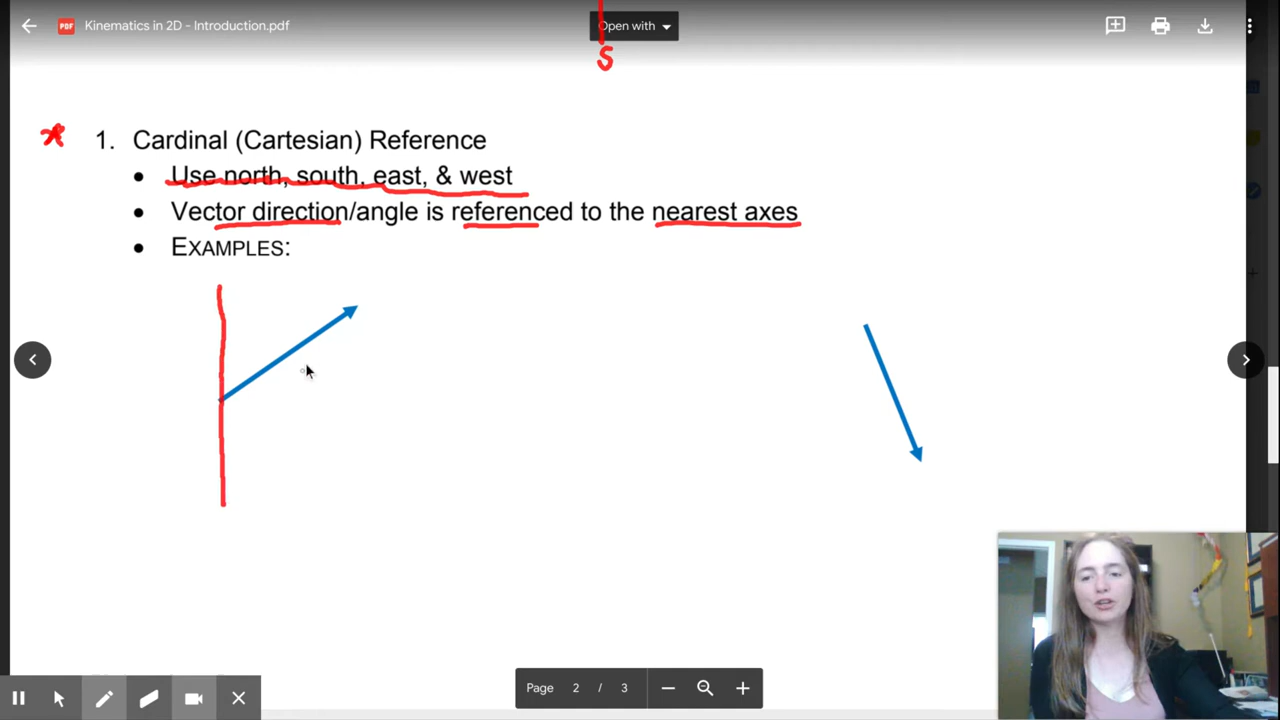 Kinematics in 2D - Introduction.pdf
Open with
S
1. Cardinal (Cartesian) Reference
• Use north, south, east, & west
• Vector direction/angle is referenced to the nearest axes
• EXAMPLES:
Page 2 / 3